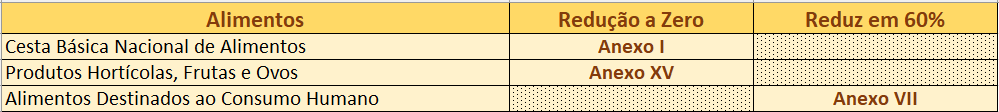 Alimentos Redução a Zero Reduz em 60%
Cesta Básica Nacional de Alimentos Anexo I
Produtos Hortícolas, Frutas e Ovos Anexo XV
Alimentos Destinados ao Consumo Humano Anexo VII